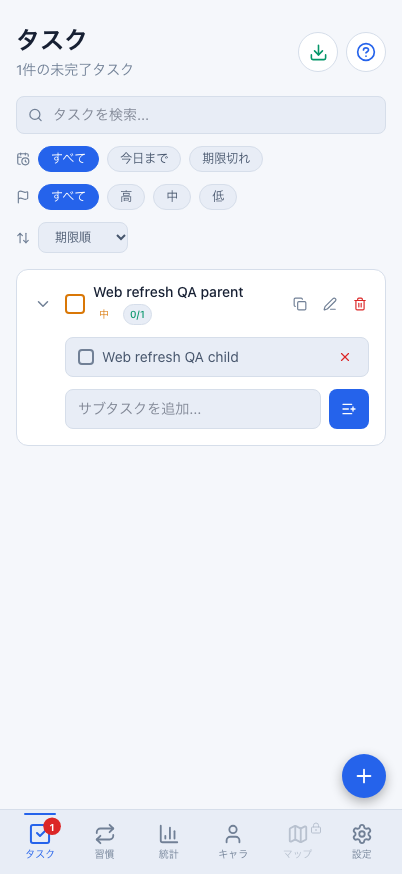 タスク
1件の未完了タスク
タスクを検索...
すべて 今日まで 期限切れ
すべて 高 中 低
期限順
Web refresh QA parent
中 0/1
Web refresh QA child
サブタスクを追加...
1
タスク 習慣 統計 キャラ マップ 設定